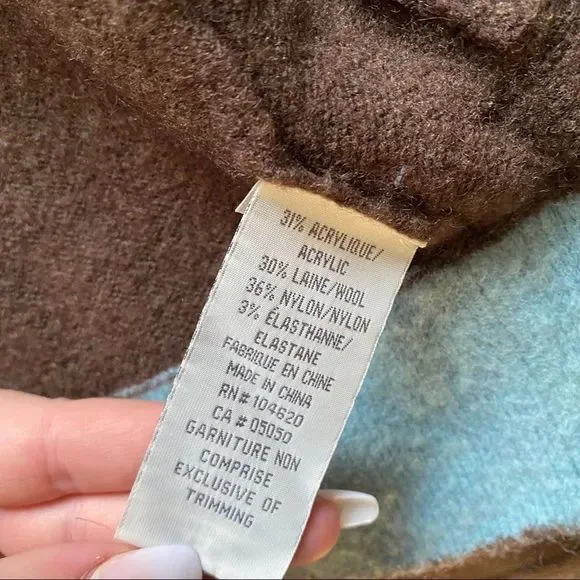 31% ACRYLIQUE/
ACRYLIC
30% LAINE/WOOL
36% NYLON/NYLON
3% ÉLASTHANNE/
ELASTANE
FABRIQUE EN CHINE
MADE IN CHINA
RN# 104620
CA # 05050
GARNITURE NON
COMPRISE
EXCLUSIVE OF
TRIMMING